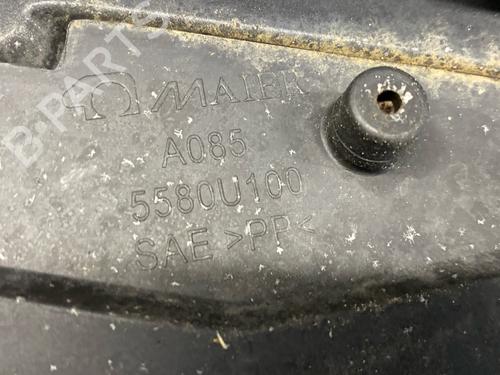 MAIER
A085
5580U100
SAE >PP<
B-PARTS